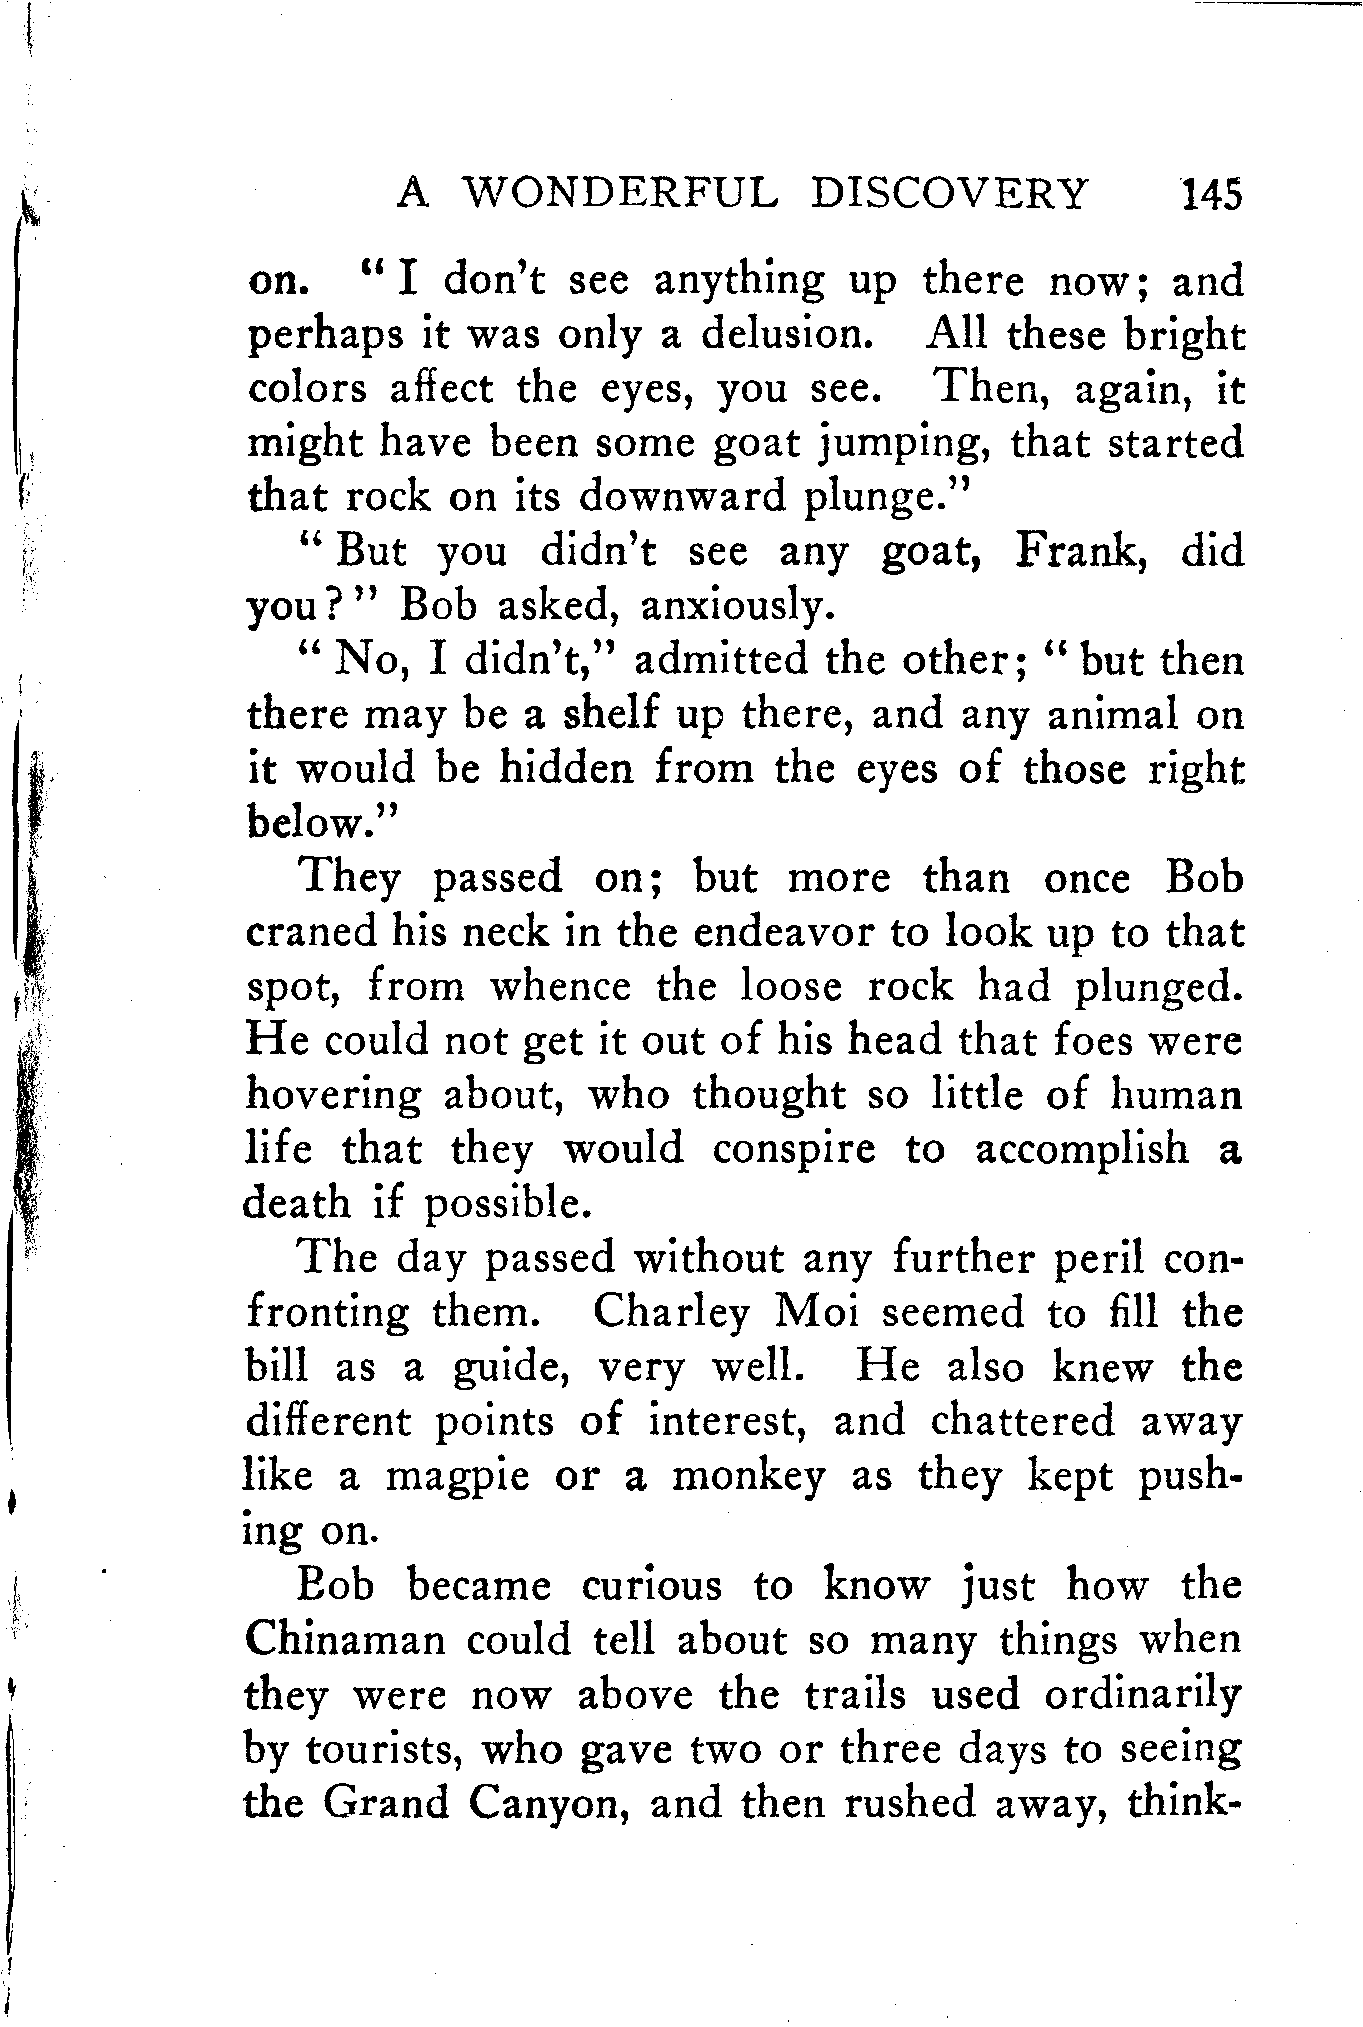 A WONDERFUL DISCOVERY 145
on. "I don't see anything up there now; and
perhaps it was only a delusion. All these bright
colors affect the eyes, you see. Then, again, it
might have been some goat jumping, that started
that rock on its downward plunge."
"But you didn't see any goat, Frank, did
you?" Bob asked, anxiously.
"No, I didn't," admitted the other; "but then
there may be a shelf up there, and any animal on
it would be hidden from the eyes of those right
below."
They passed on; but more than once Bob
craned his neck in the endeavor to look up to that
spot, from whence the loose rock had plunged.
He could not get it out of his head that foes were
hovering about, who thought so little of human
life that they would conspire to accomplish a
death if possible.
The day passed without any further peril con-
fronting them. Charley Moi seemed to fill the
bill as a guide, very well. He also knew the
different points of interest, and chattered away
like a magpie or a monkey as they kept push-
ing on.
Bob became curious to know just how the
Chinaman could tell about so many things when
they were now above the trails used ordinarily
by tourists, who gave two or three days to seeing
the Grand Canyon, and then rushed away, think-